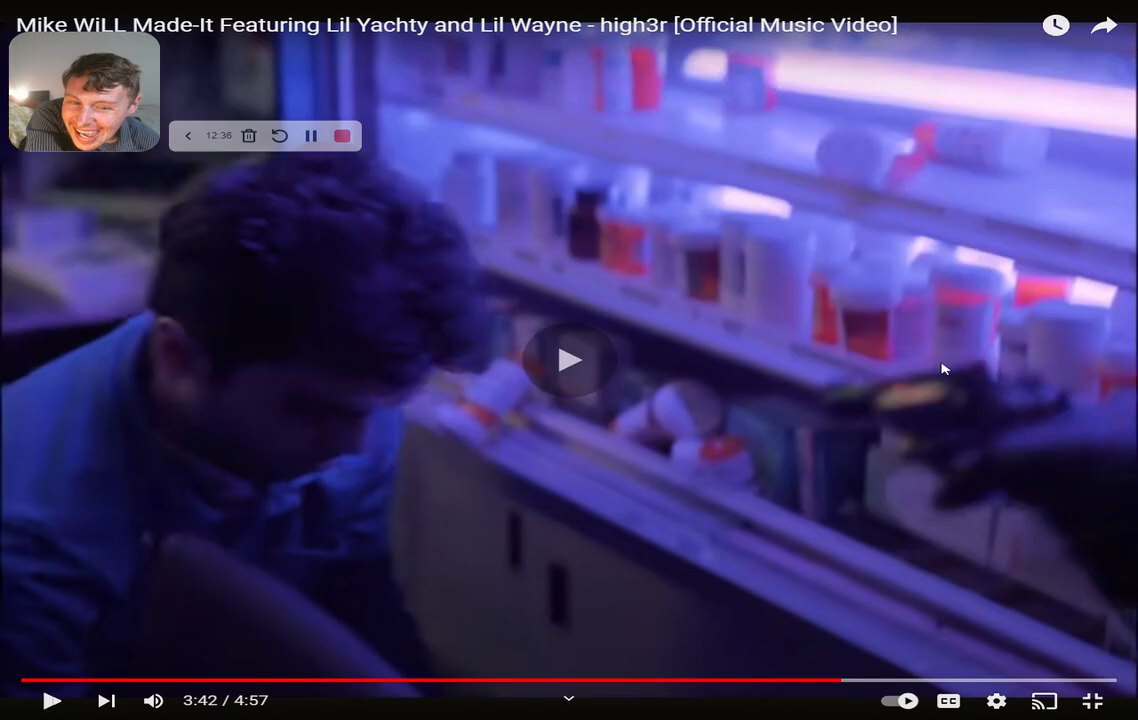 Mike WiLL Made-It Featuring Lil Yachty and Lil Wayne - high3r [Official Music Video]
12:36
3:42 / 4:57
CC